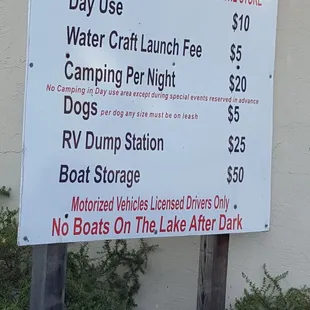 THE STORE
Day Use $10
Water Craft Launch Fee $5
Camping Per Night $20
No Camping in Day use area except during special events reserved in advance
Dogs per dog any size must be on leash $5
RV Dump Station $25
Boat Storage $50
Motorized Vehicles Licensed Drivers Only
No Boats On The Lake After Dark